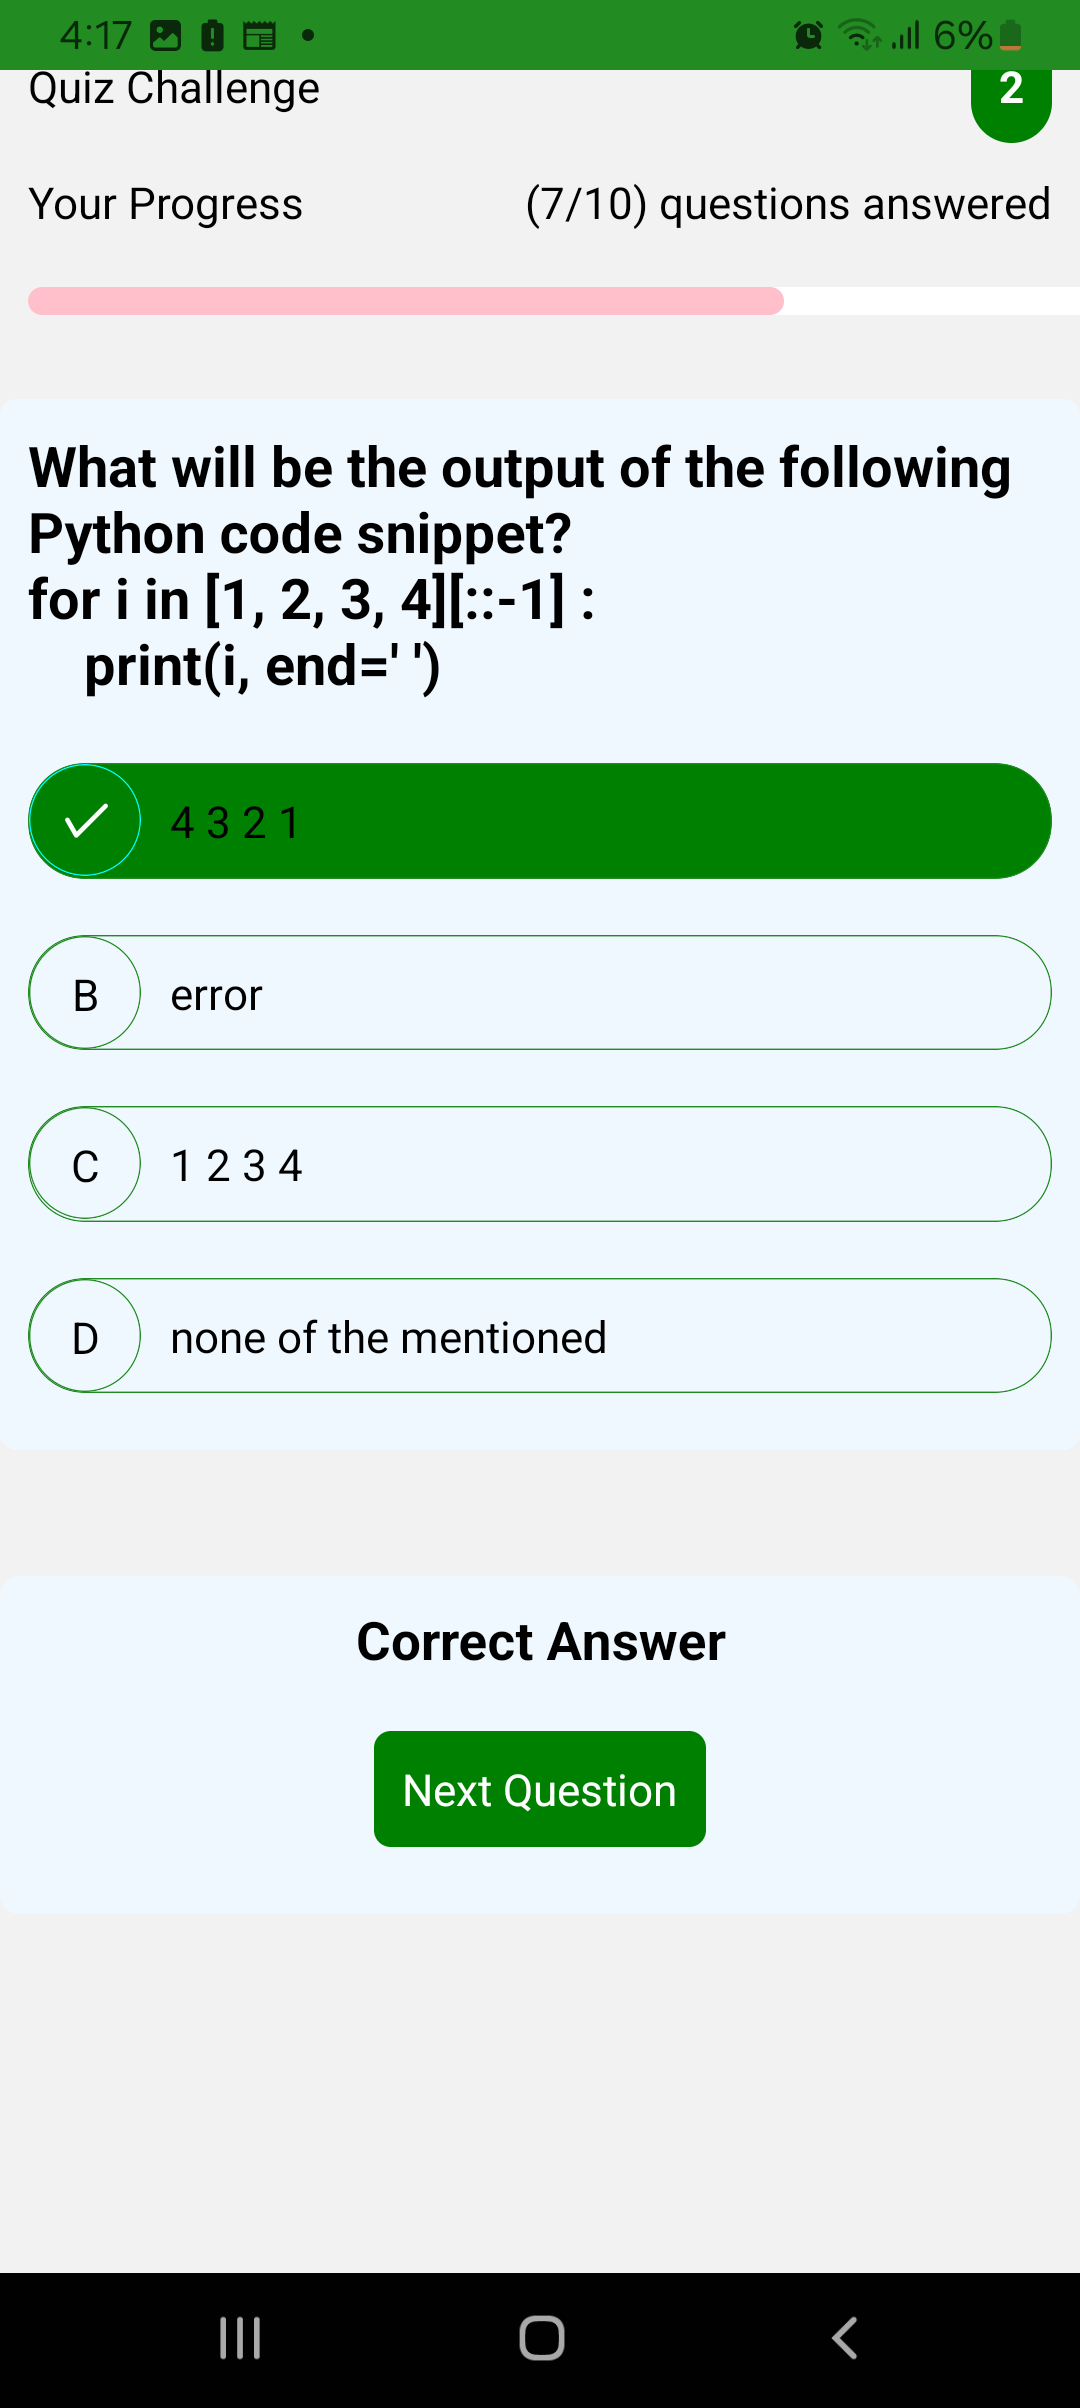 4:17 6%
Quiz Challenge 2
Your Progress (7/10) questions answered
What will be the output of the following
Python code snippet?
for i in [1, 2, 3, 4][::-1] :
    print(i, end=' ')
4 3 2 1
B error
C 1 2 3 4
D none of the mentioned
Correct Answer
Next Question